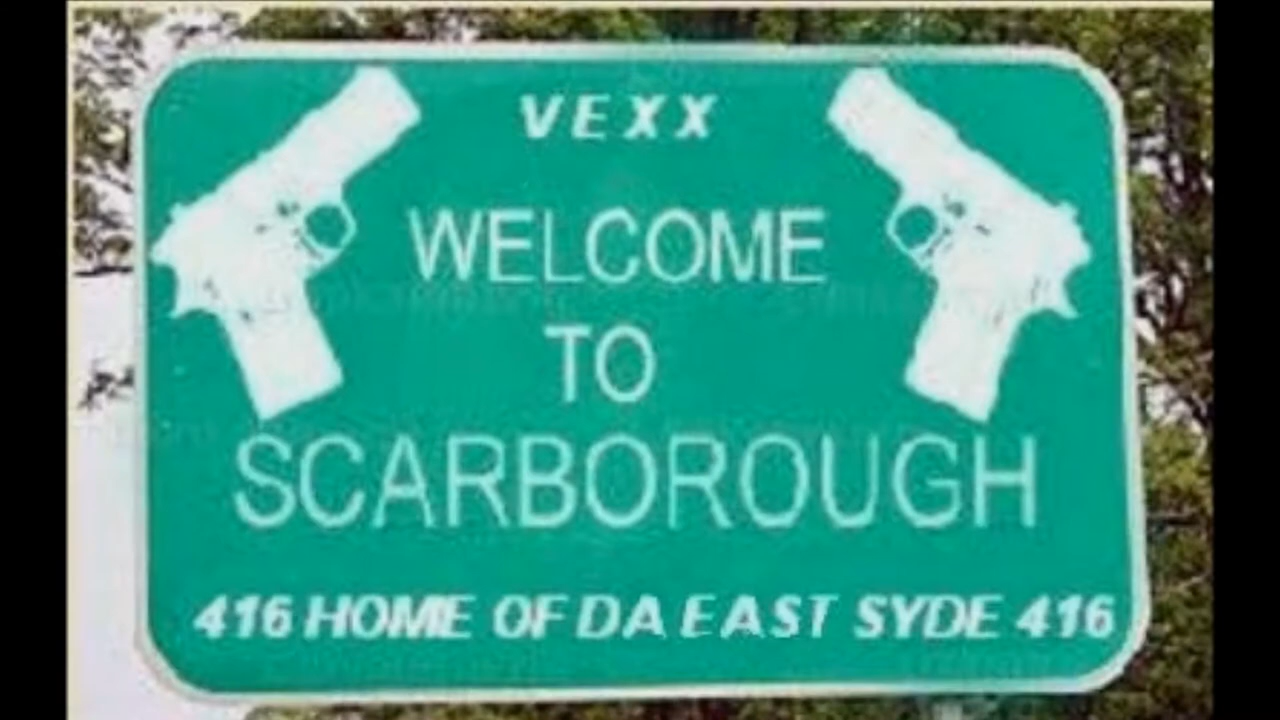 VEXX
WELCOME
TO
SCARBOROUGH
416 HOME OF DA EAST SYDE 416